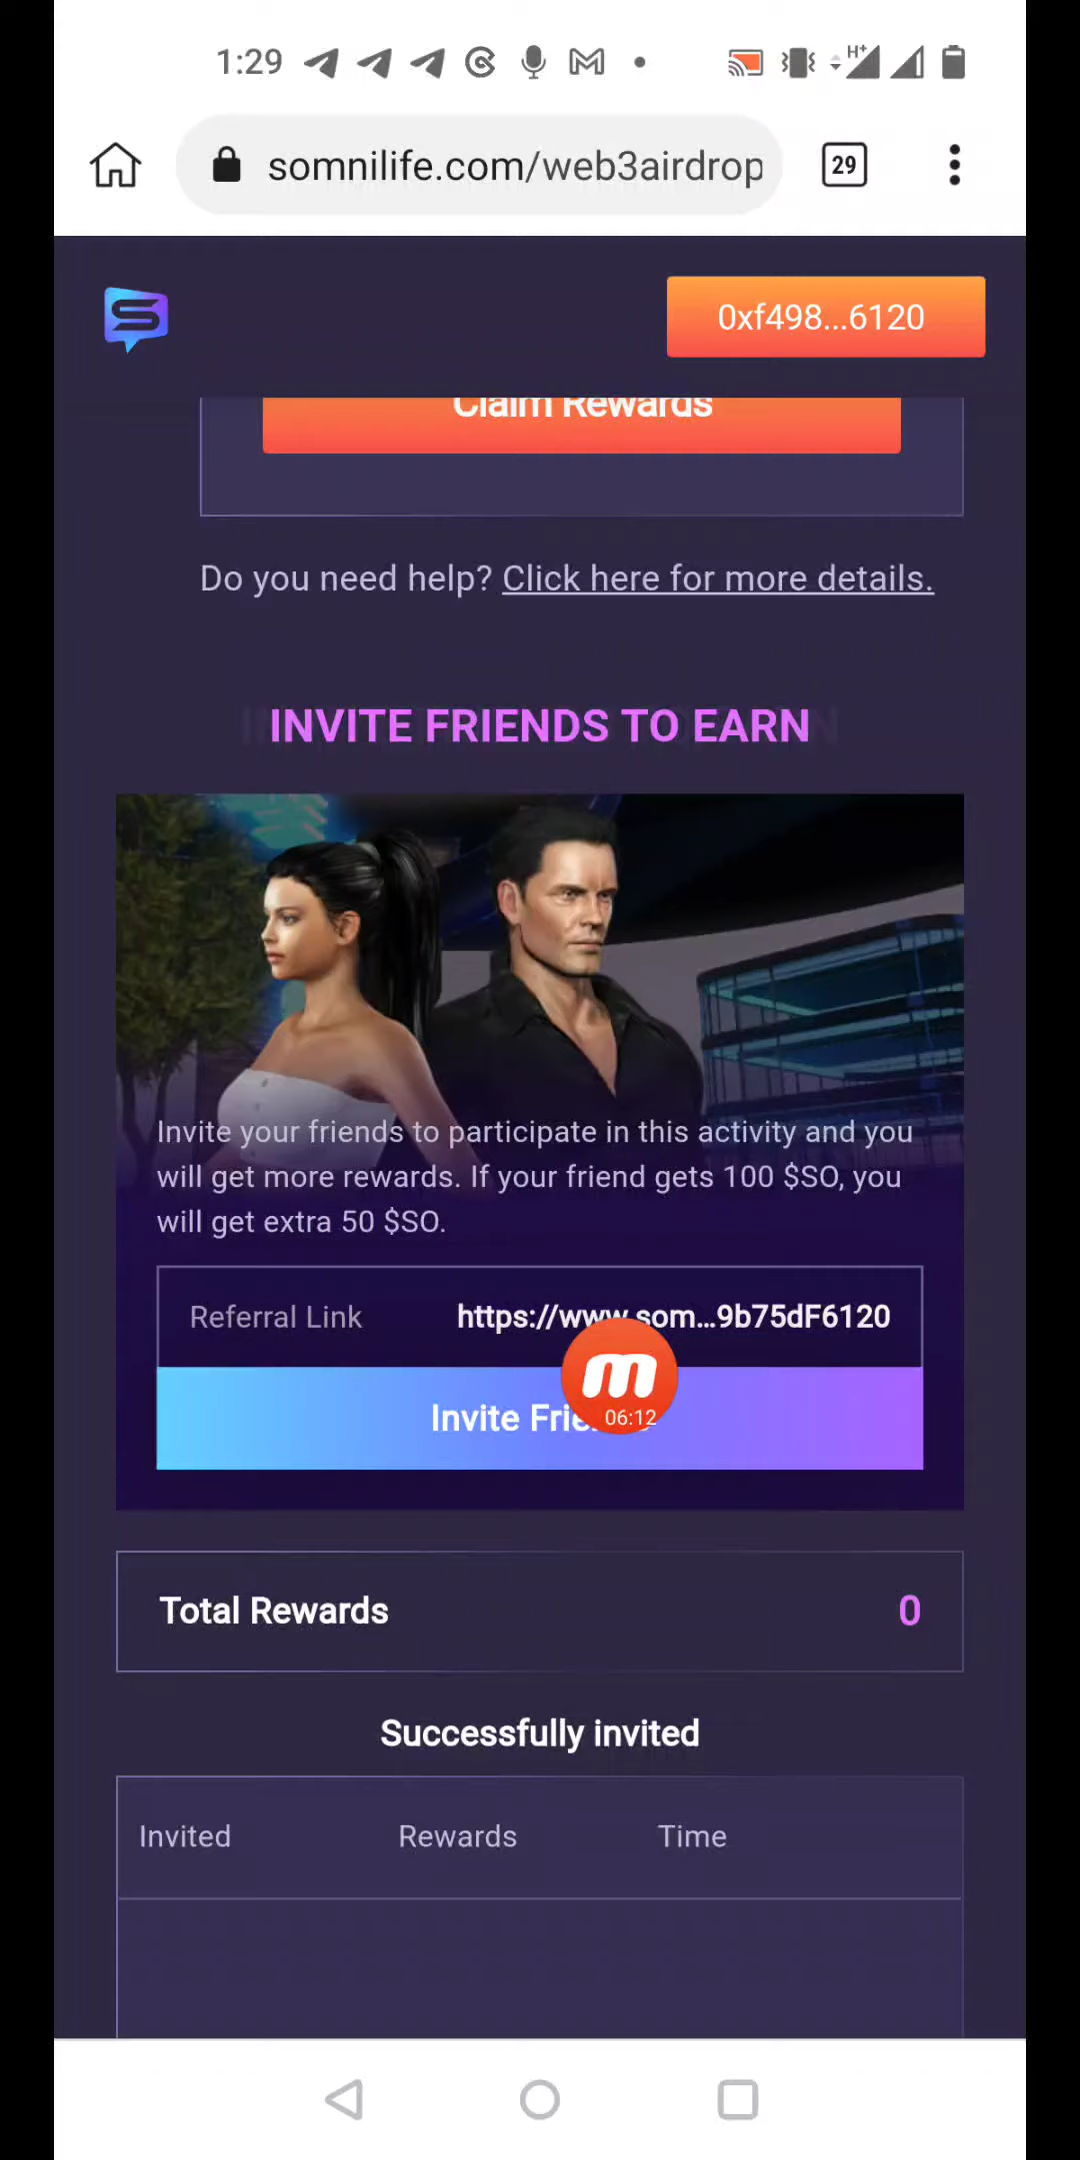 1:29
H+
somnilife.com/web3airdrop
29
0xf498...6120
Claim Rewards
Do you need help? Click here for more details.
INVITE FRIENDS TO EARN
Invite your friends to participate in this activity and you
will get more rewards. If your friend gets 100 $SO, you
will get extra 50 $SO.
Referral Link https://www.som...9b75dF6120
m
06:12
Invite
Total Rewards 0
Successfully invited
Invited Rewards Time